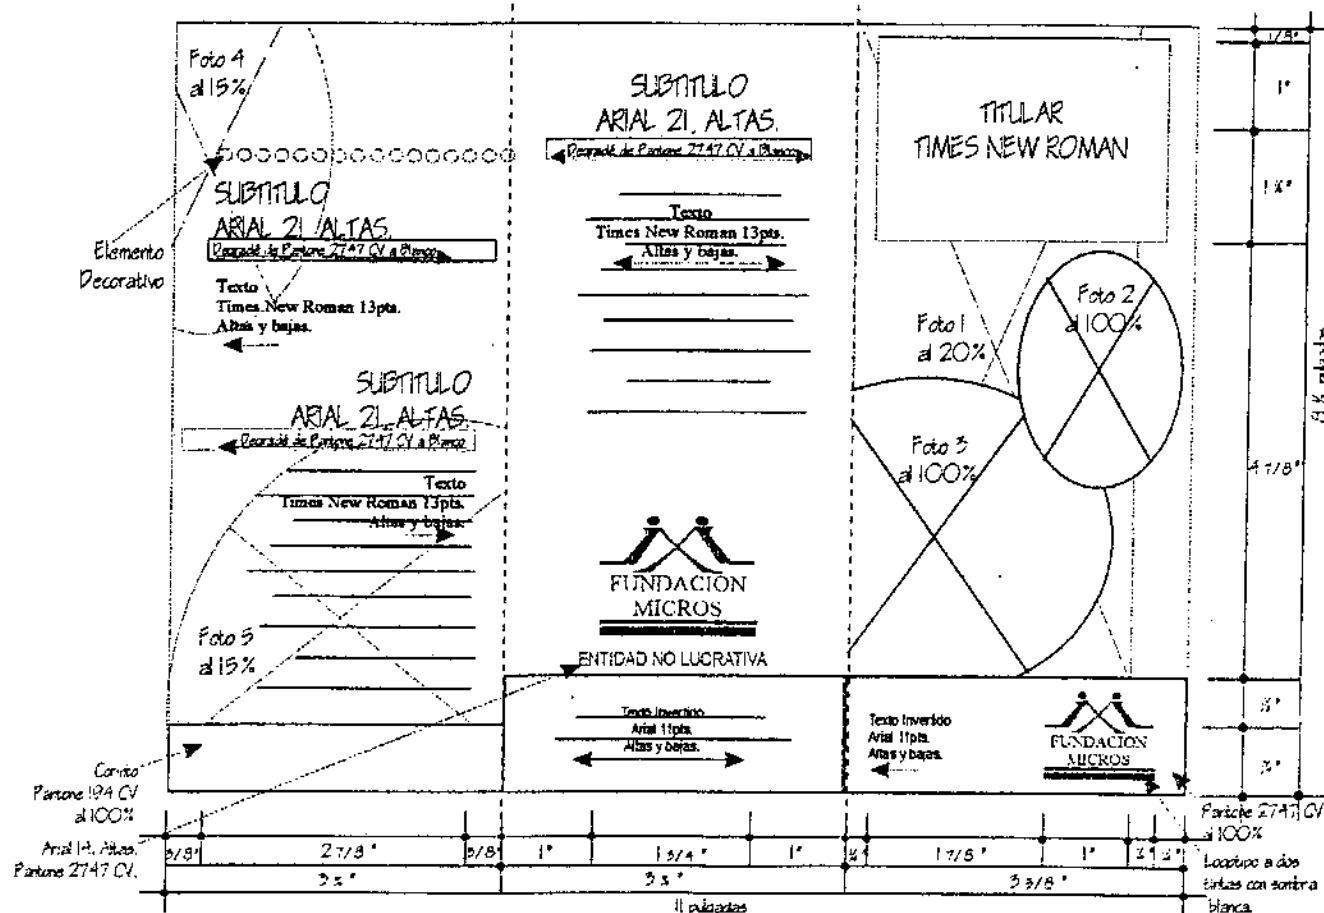 Foto 4
al 15%
SUBTITULO
ARIAL 21, ALTAS.
Degradé de Pantone 2747 CV a Blanco
Elemento
Decorativo
Texto
Times New Roman 13pts.
Altas y bajas.
SUBTITULO
ARIAL 21, ALTAS.
Degradé de Pantone 2747 CV a Blanco
Texto
Times New Roman 13pts.
Altas y bajas.
Foto 5
al 15%
SUBTITULO
ARIAL 21, ALTAS.
Degradé de Pantone 2747 CV a Blanco
Texto
Times New Roman 13pts.
Altas y bajas.
FUNDACION
MICROS
ENTIDAD NO LUCRATIVA
Texto Invertido
Arial 11pts.
Altas y bajas.
TITULAR
TIMES NEW ROMAN
Foto 1
al 20%
Foto 2
al 100%
Foto 3
al 100%
Texto Invertido
Arial 11pts.
Altas y bajas.
FUNDACION
MICROS
Corinto
Pantone 194 CV
al 100%
Arial 14, Altas.
Pantone 2747 CV.
Pantone 2747 CV
al 100%
Logotipo a dos
tintas con sombra
blanca.
1/8"
1"
4 7/8"
3/8"
2 7/8"
3/8"
1"
1 3/4"
1"
1 7/8"
1"
3 3/8"
11 pulgadas